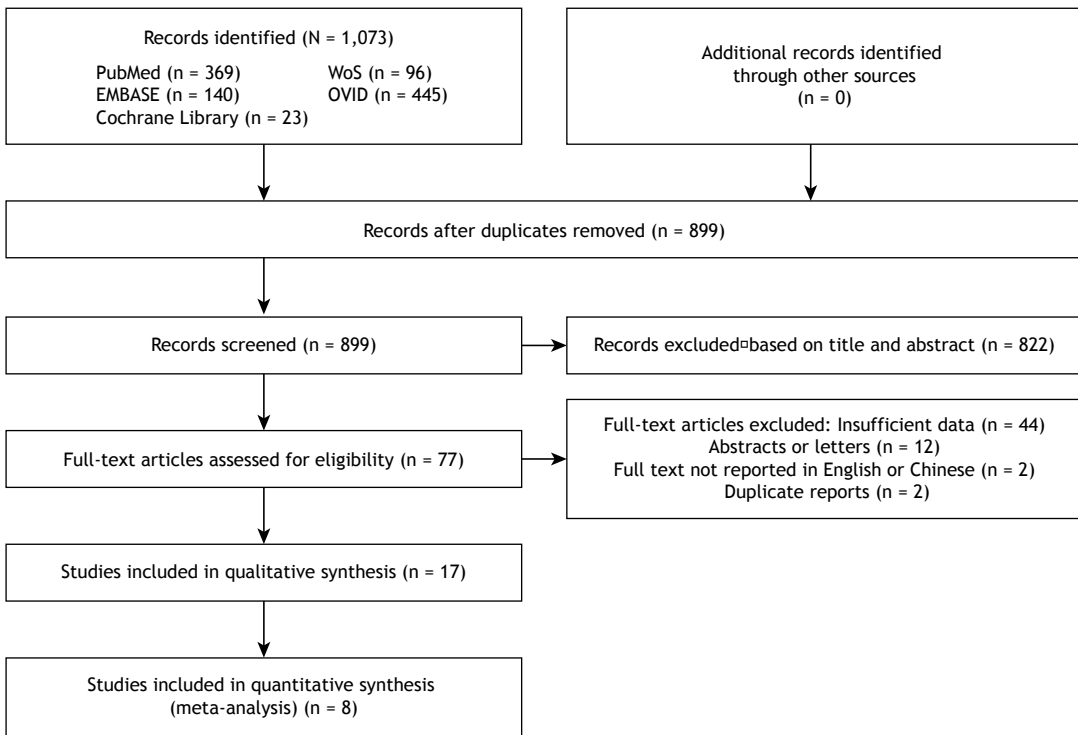 Records identified (N = 1,073)
PubMed (n = 369) WoS (n = 96)
EMBASE (n = 140) OVID (n = 445)
Cochrane Library (n = 23)
Additional records identified
through other sources
(n = 0)
Records after duplicates removed (n = 899)
Records screened (n = 899)
Records excluded▫based on title and abstract (n = 822)
Full-text articles assessed for eligibility (n = 77)
Full-text articles excluded: Insufficient data (n = 44)
Abstracts or letters (n = 12)
Full text not reported in English or Chinese (n = 2)
Duplicate reports (n = 2)
Studies included in qualitative synthesis (n = 17)
Studies included in quantitative synthesis
(meta-analysis) (n = 8)